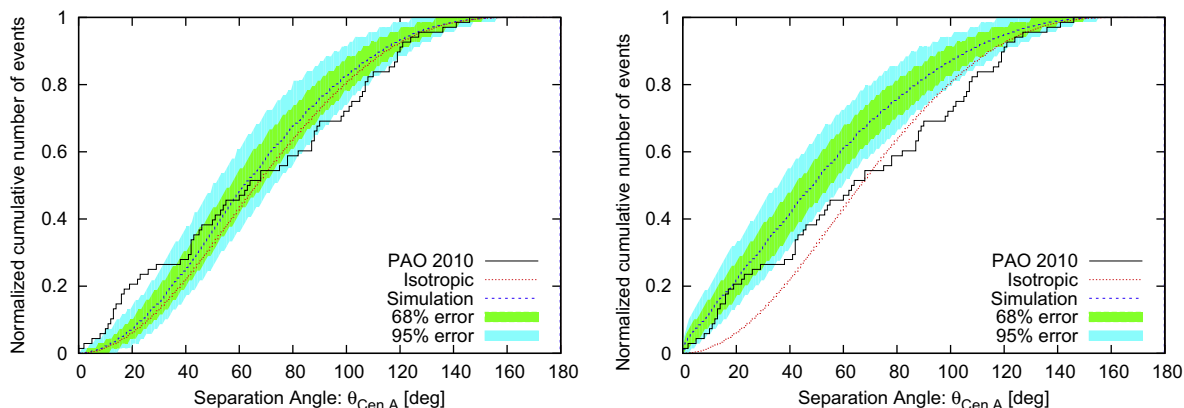 Normalized cumulative number of events
1
0.8
0.6
0.4
0.2
0
PAO 2010
Isotropic
Simulation
68% error
95% error
0 20 40 60 80 100 120 140 160 180
Separation Angle: θCen A [deg]
Normalized cumulative number of events
1
0.8
0.6
0.4
0.2
0
PAO 2010
Isotropic
Simulation
68% error
95% error
0 20 40 60 80 100 120 140 160 180
Separation Angle: θCen A [deg]